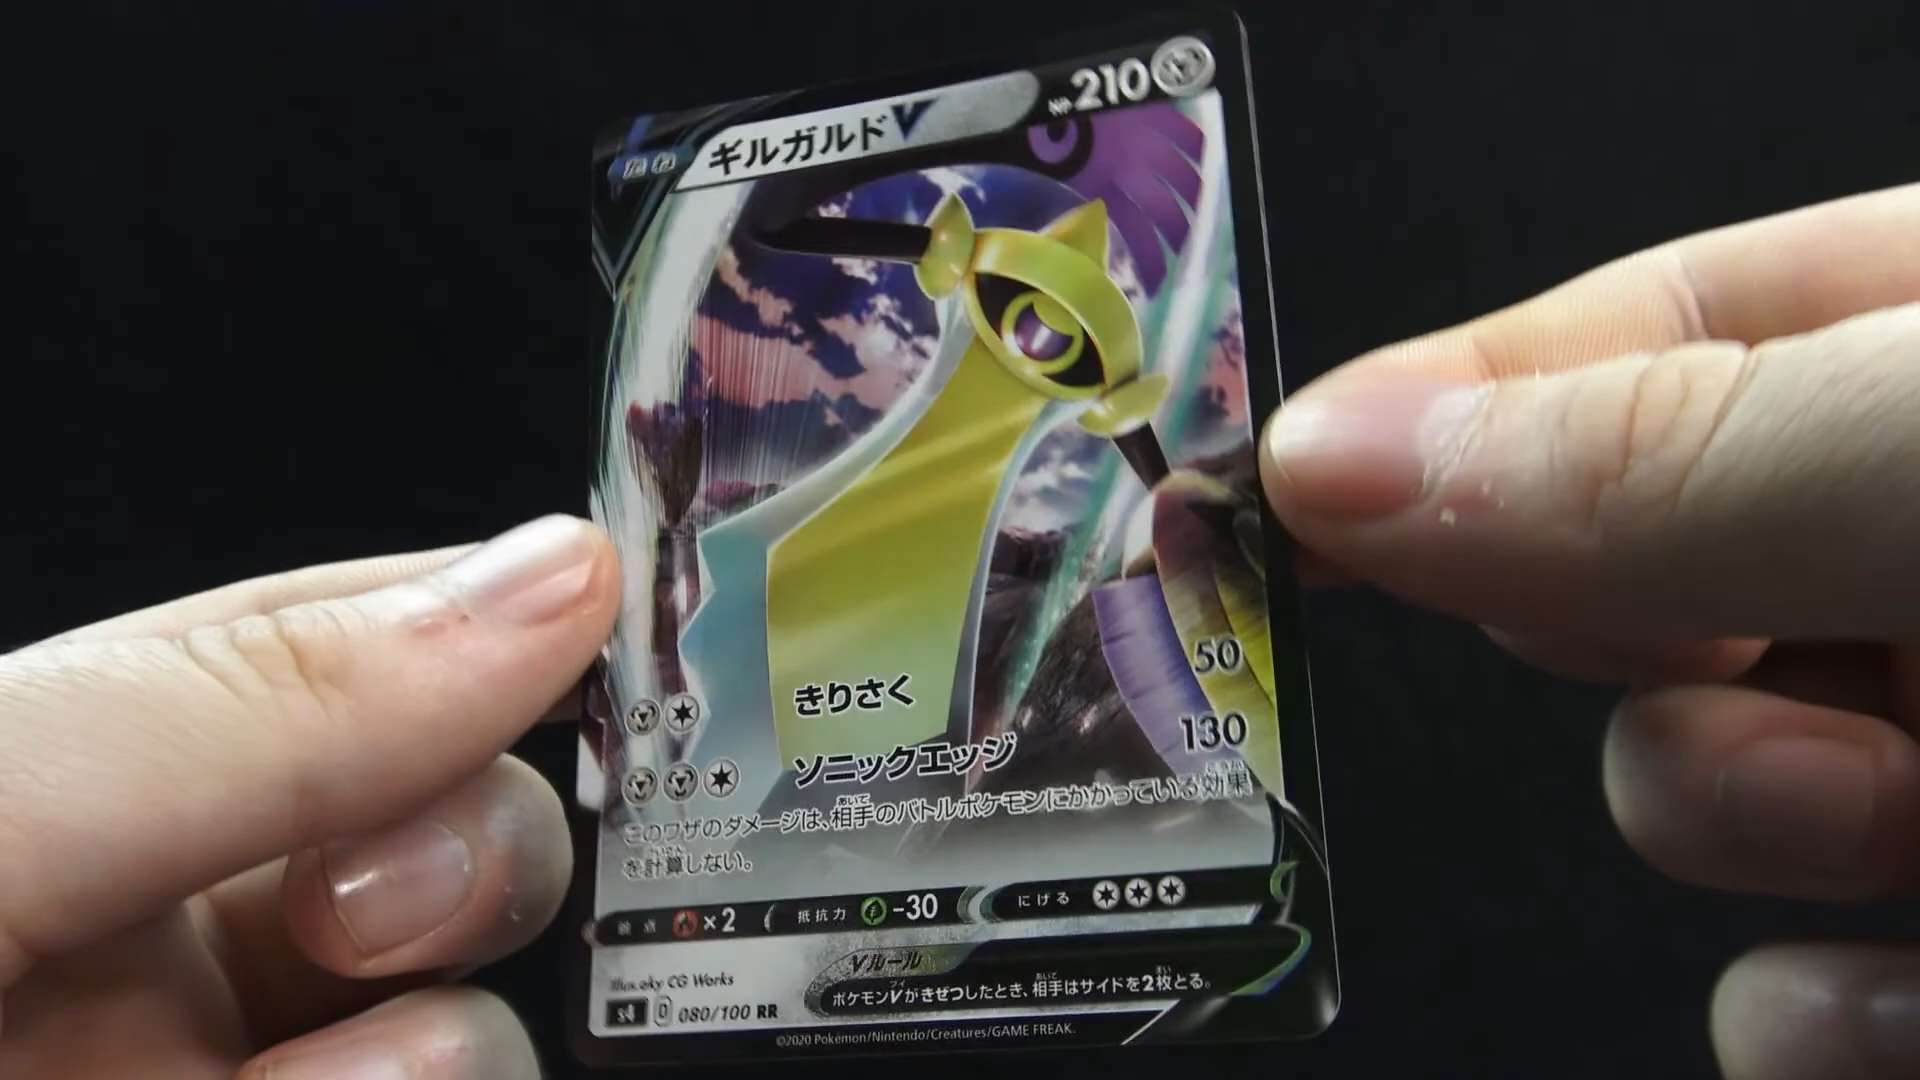 たね
ギルガルドV
HP210
きりさく 50
ソニックエッジ 130
このワザのダメージは、相手のバトルポケモンにかかっている効果
を計算しない。
弱点 ×2 抵抗力 -30 にげる
Vルール
ポケモンVがきぜつしたとき、相手はサイドを2枚とる。
Illus.aky CG Works
s4 D 080/100 RR
©2020 Pokémon/Nintendo/Creatures/GAME FREAK.